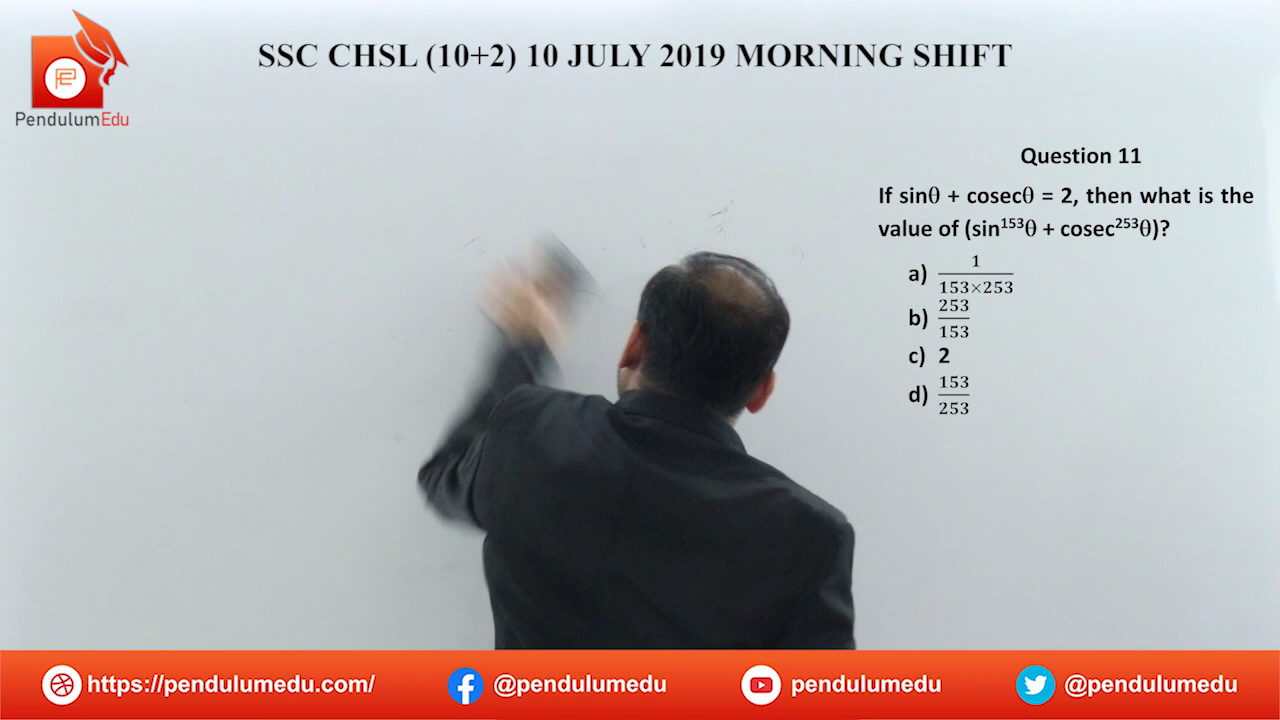 SSC CHSL (10+2) 10 JULY 2019 MORNING SHIFT
PendulumEdu
Question 11
If sinθ + cosecθ = 2, then what is the
value of (sin¹⁵³θ + cosec²⁵³θ)?
a) 1/153×253
b) 253/153
c) 2
d) 153/253
https://pendulumedu.com/ @pendulumedu pendulumedu @pendulumedu